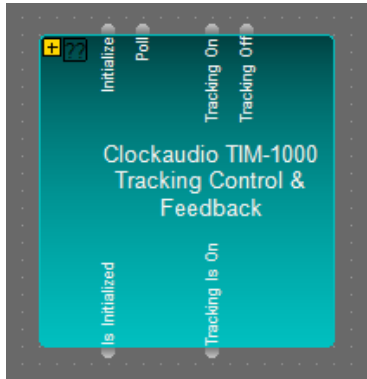 + ??
Initialize
Poll
Tracking On
Tracking Off
Clockaudio TIM-1000
Tracking Control &
Feedback
Is Initialized
Tracking Is On